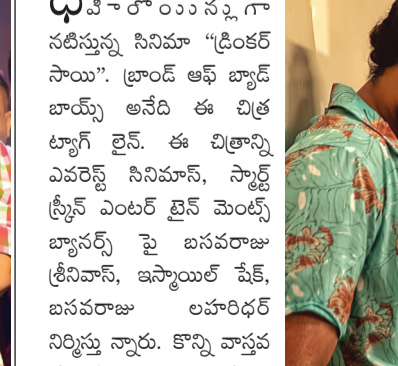 నటిస్తున్న సినిమా “డ్రింకర్
సాయి”. బ్రాండ్ ఆఫ్ బ్యాడ్
బాయ్స్ అనేది ఈ చిత్ర
ట్యాగ్ లైన్. ఈ చిత్రాన్ని
ఎవరెస్ట్ సినిమాస్, స్మార్ట్
స్క్రీన్ ఎంటర్ టైన్ మెంట్స్
బ్యానర్స్ పై బసవరాజు
శ్రీనివాస్, ఇస్మాయిల్ షేక్,
బసవరాజు లహరిధర్
నిర్మిస్తు న్నారు. కొన్ని వాస్తవ